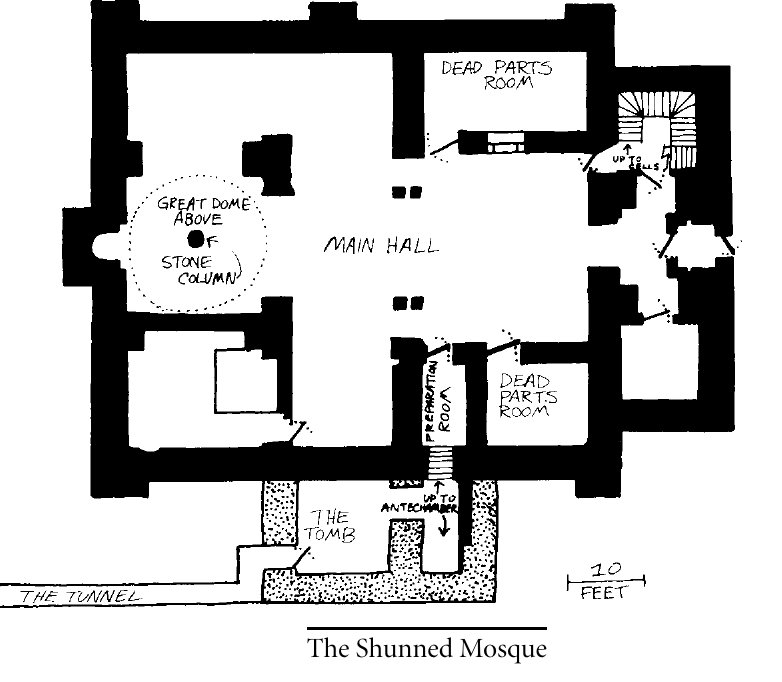 DEAD PARTS
ROOM
UP TO
CELLS
GREAT DOME
ABOVE
F
STONE
COLUMN
MAIN HALL
PREPARATION
ROOM
DEAD
PARTS
ROOM
UP TO
ANTECHAMBER
THE
TOMB
10
FEET
THE TUNNEL
The Shunned Mosque